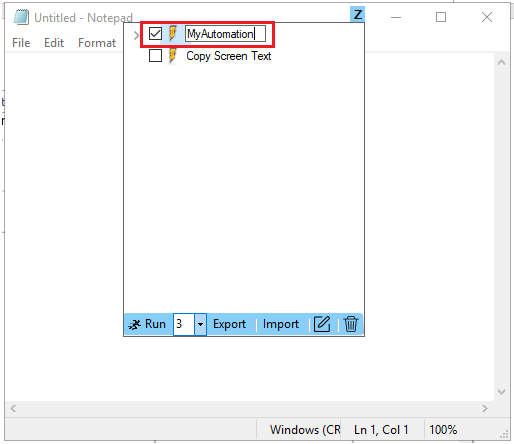 Untitled - Notepad
Z
File Edit Format
MyAutomation
Copy Screen Text
Run 3 Export Import
Windows (CR Ln 1, Col 1 100%